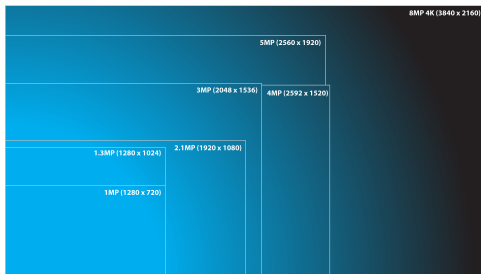 8MP 4K (3840 x 2160)
5MP (2560 x 1920)
3MP (2048 x 1536)
4MP (2592 x 1520)
2.1MP (1920 x 1080)
1.3MP (1280 x 1024)
1MP (1280 x 720)